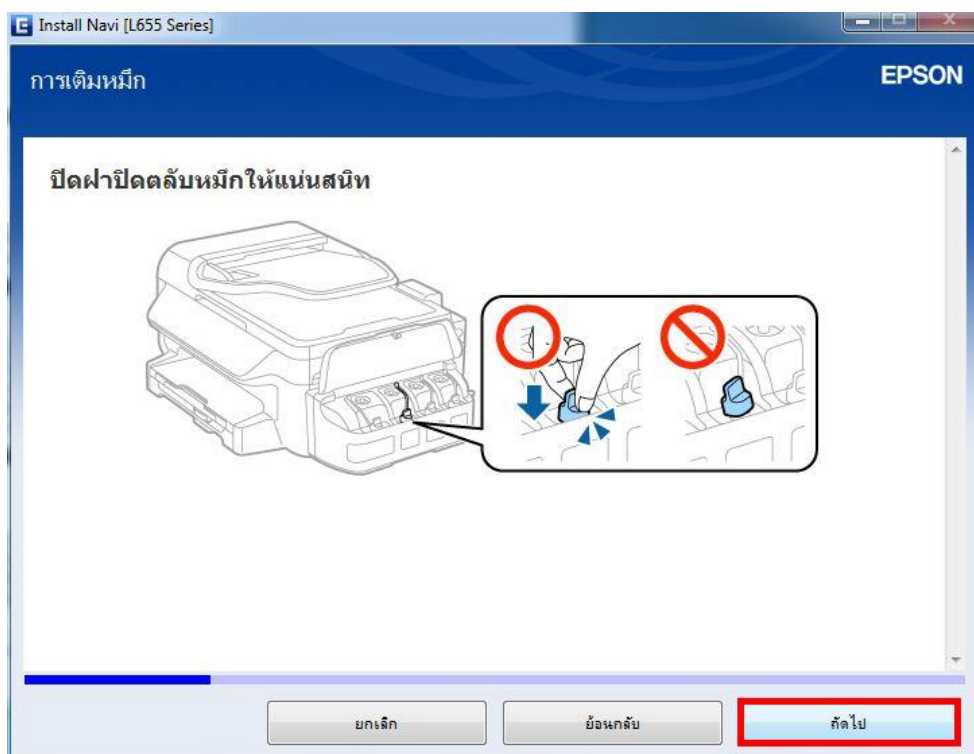 Install Navi [L655 Series]
การเติมหมึก
EPSON
ปิดฝาปิดตลับหมึกให้แน่นสนิท
ยกเลิก
ย้อนกลับ
ถัดไป